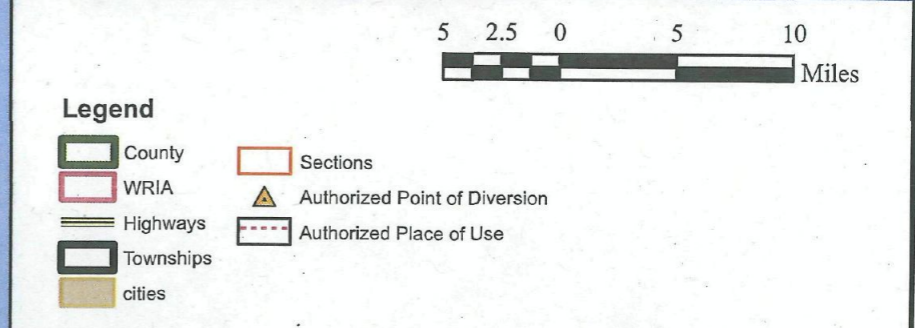 5 2.5 0 5 10
Miles
Legend
County
WRIA
Highways
Townships
cities
Sections
Authorized Point of Diversion
Authorized Place of Use